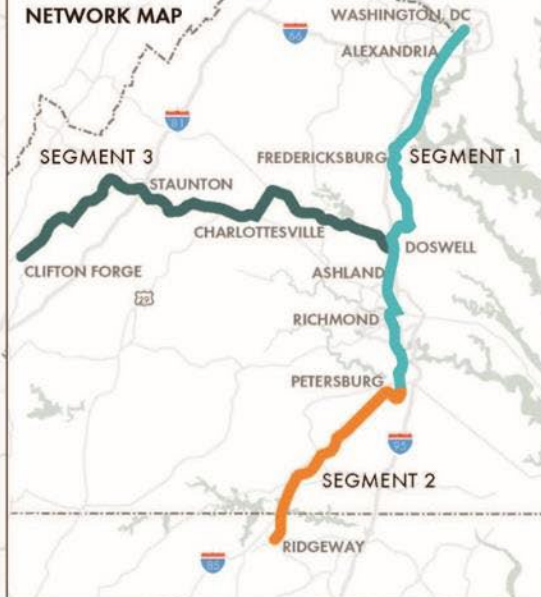 NETWORK MAP
WASHINGTON, DC
66
ALEXANDRIA
81
SEGMENT 3
FREDERICKSBURG
SEGMENT 1
STAUNTON
CHARLOTTESVILLE
DOSWELL
CLIFTON FORGE
ASHLAND
29
RICHMOND
PETERSBURG
95
SEGMENT 2
RIDGEWAY
85